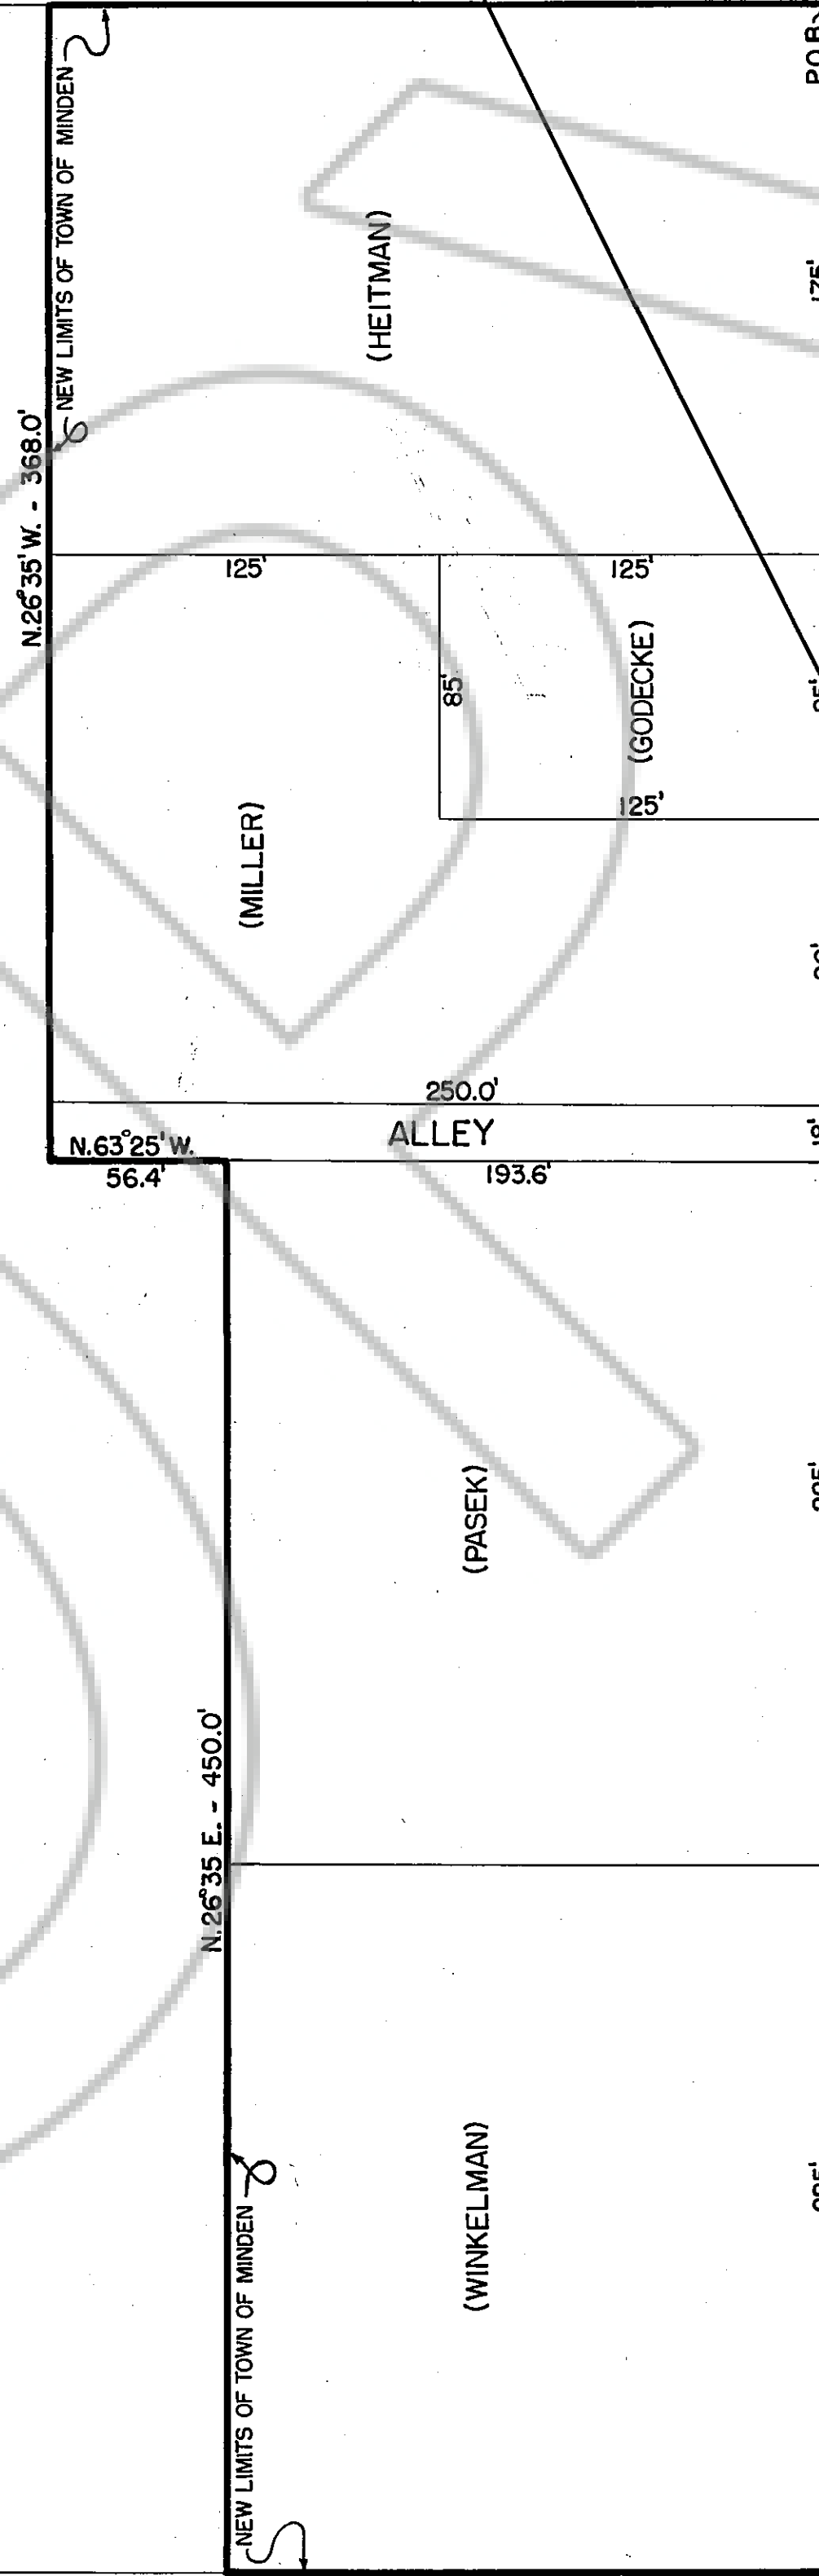 P.O.B.
NEW LIMITS OF TOWN OF MINDEN
(HEITMAN)
175'
N.26°35' W. - 368.0'
125'
125'
85'
(GODECKE)
125'
(MILLER)
250.0'
ALLEY
N.63°25' W.
56.4'
193.6'
(PASEK)
N.26°35 E. - 450.0'
(WINKELMAN)
NEW LIMITS OF TOWN OF MINDEN